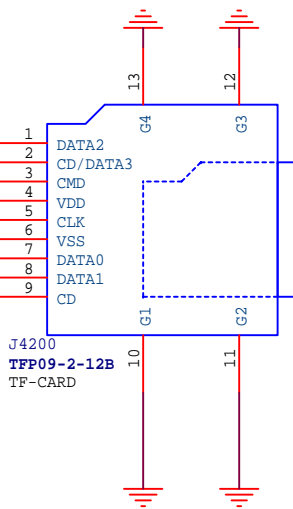 13
12
G4
G3
1 DATA2
2 CD/DATA3
3 CMD
4 VDD
5 CLK
6 VSS
7 DATA0
8 DATA1
9 CD
G1
G2
10
11
J4200
TFP09-2-12B
TF-CARD